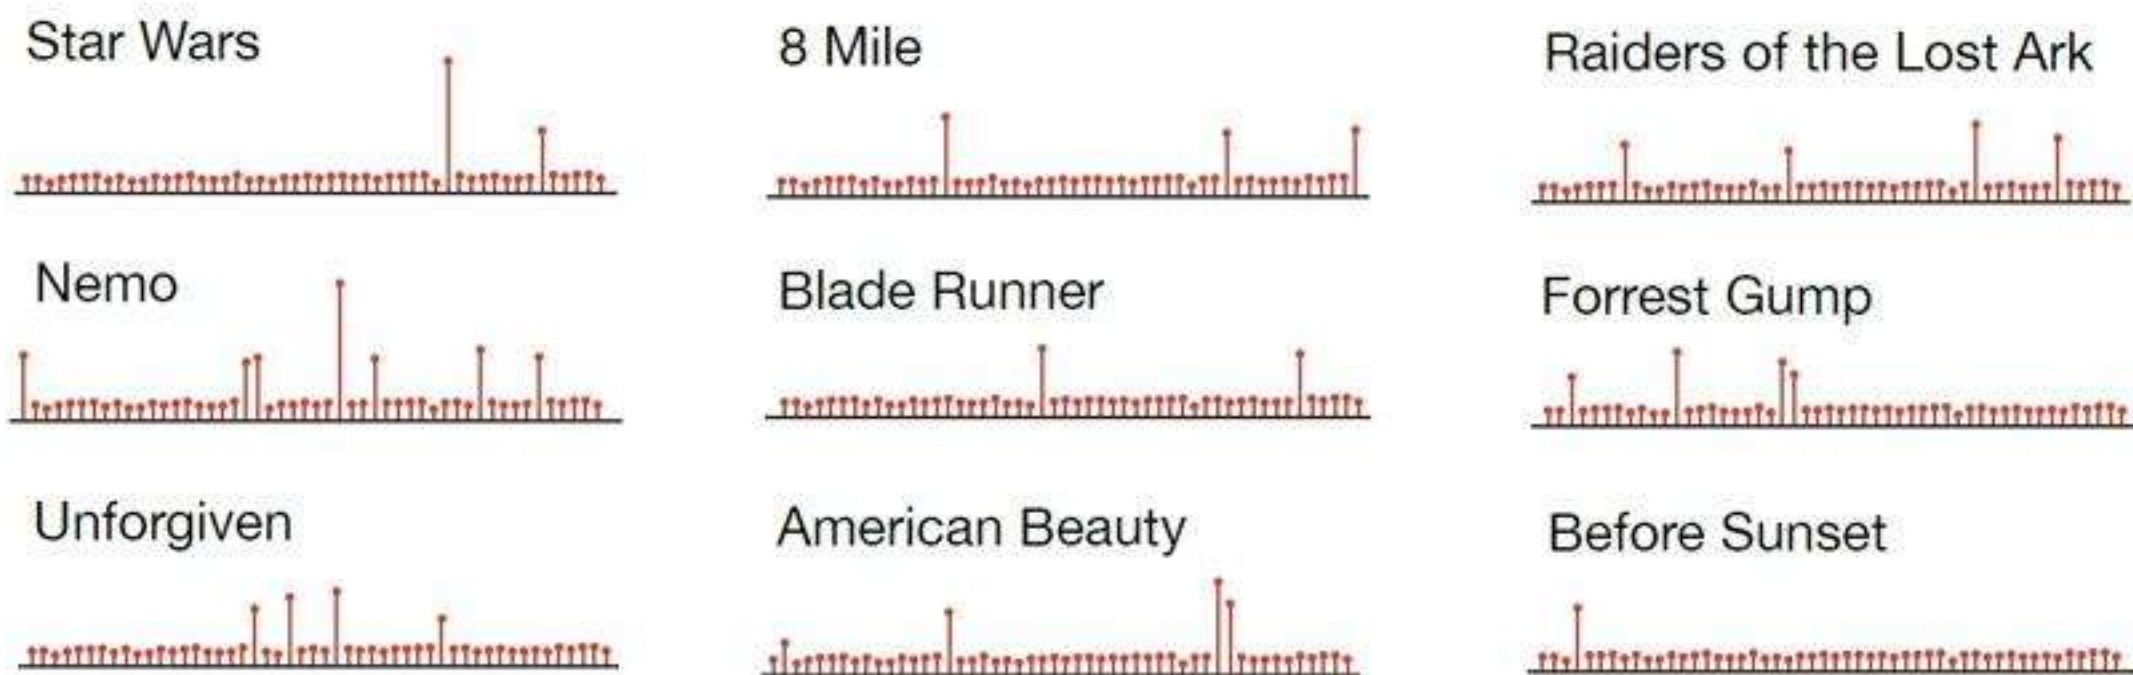 Star Wars
8 Mile
Raiders of the Lost Ark
Nemo
Blade Runner
Forrest Gump
Unforgiven
American Beauty
Before Sunset